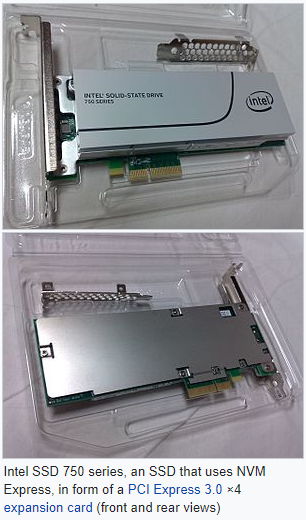 INTEL® SOLID-STATE DRIVE
750 SERIES
intel
Intel SSD 750 series, an SSD that uses NVM
Express, in form of a PCI Express 3.0 ×4
expansion card (front and rear views)